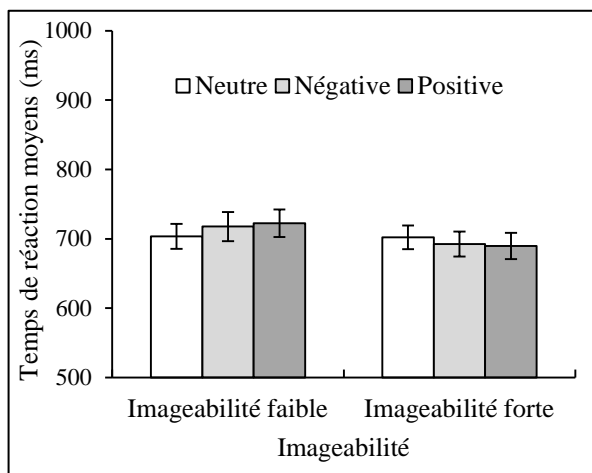 Temps de réaction moyens (ms)
1000
900
800
700
600
500
Neutre Négative Positive
Imageabilité faible Imageabilité forte
Imageabilité